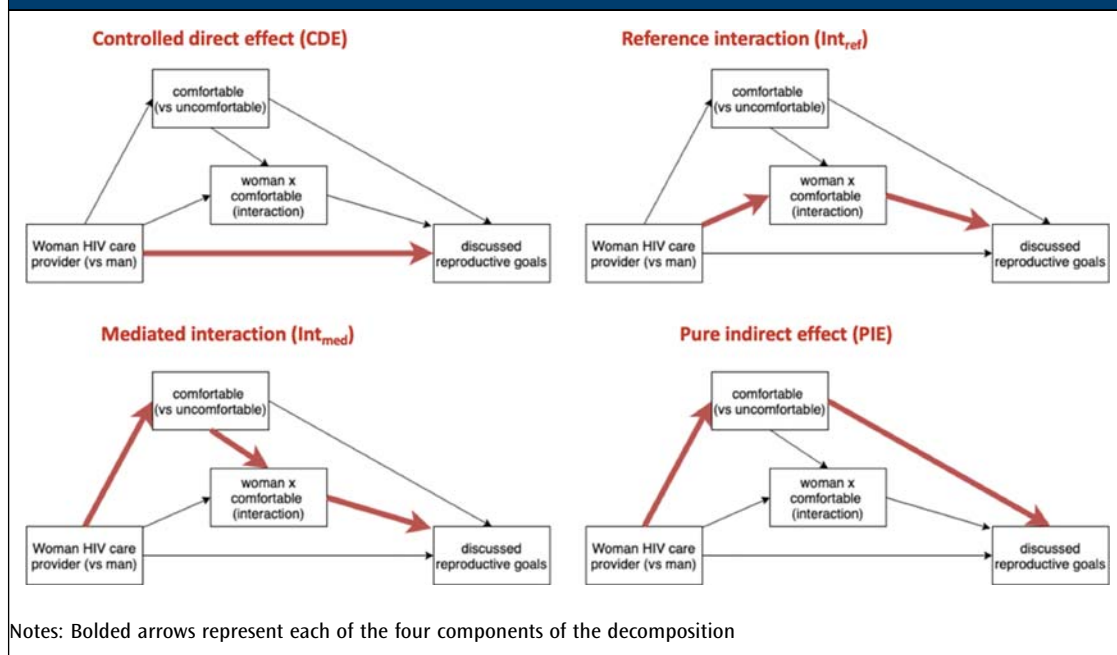 Controlled direct effect (CDE)
comfortable
(vs uncomfortable)
woman x
comfortable
(interaction)
Woman HIV care
provider (vs man)
discussed
reproductive goals
Reference interaction (Intref)
comfortable
(vs uncomfortable)
woman x
comfortable
(interaction)
Woman HIV care
provider (vs man)
discussed
reproductive goals
Mediated interaction (Intmed)
comfortable
(vs uncomfortable)
woman x
comfortable
(interaction)
Woman HIV care
provider (vs man)
discussed
reproductive goals
Pure indirect effect (PIE)
comfortable
(vs uncomfortable)
woman x
comfortable
(interaction)
Woman HIV care
provider (vs man)
discussed
reproductive goals
Notes: Bolded arrows represent each of the four components of the decomposition